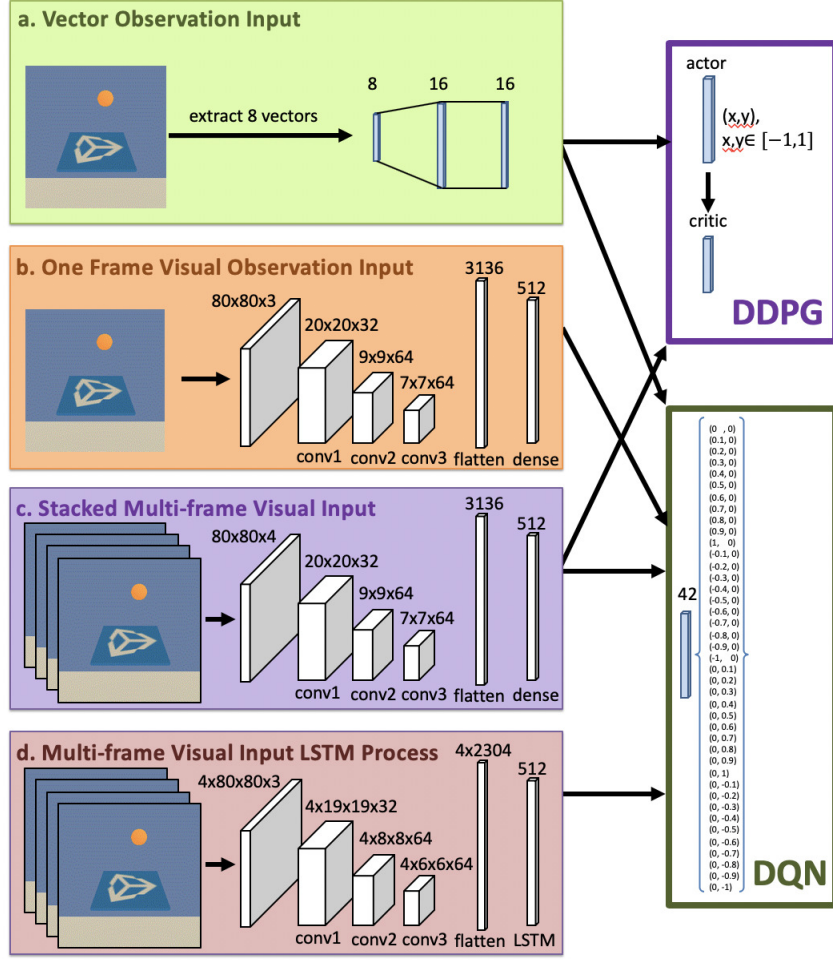 a. Vector Observation Input
extract 8 vectors
8
16
16
b. One Frame Visual Observation Input
80x80x3
20x20x32
9x9x64
7x7x64
3136
512
conv1
conv2
conv3
flatten
dense
c. Stacked Multi-frame Visual Input
80x80x4
20x20x32
9x9x64
7x7x64
3136
512
conv1
conv2
conv3
flatten
dense
d. Multi-frame Visual Input LSTM Process
4x80x80x3
4x19x19x32
4x8x8x64
4x6x6x64
4x2304
512
conv1
conv2
conv3
flatten
LSTM
actor
(x,y),
x,y∈ [−1,1]
critic
DDPG
42
(0 , 0)
(0.1, 0)
(0.2, 0)
(0.3, 0)
(0.4, 0)
(0.5, 0)
(0.6, 0)
(0.7, 0)
(0.8, 0)
(0.9, 0)
(1, 0)
(-0.1, 0)
(-0.2, 0)
(-0.3, 0)
(-0.4, 0)
(-0.5, 0)
(-0.6, 0)
(-0.7, 0)
(-0.8, 0)
(-0.9, 0)
(-1, 0)
(0, 0.1)
(0, 0.2)
(0, 0.3)
(0, 0.4)
(0, 0.5)
(0, 0.6)
(0, 0.7)
(0, 0.8)
(0, 0.9)
(0, 1)
(0, -0.1)
(0, -0.2)
(0, -0.3)
(0, -0.4)
(0, -0.5)
(0, -0.6)
(0, -0.7)
(0, -0.8)
(0, -0.9)
(0, -1)
DQN